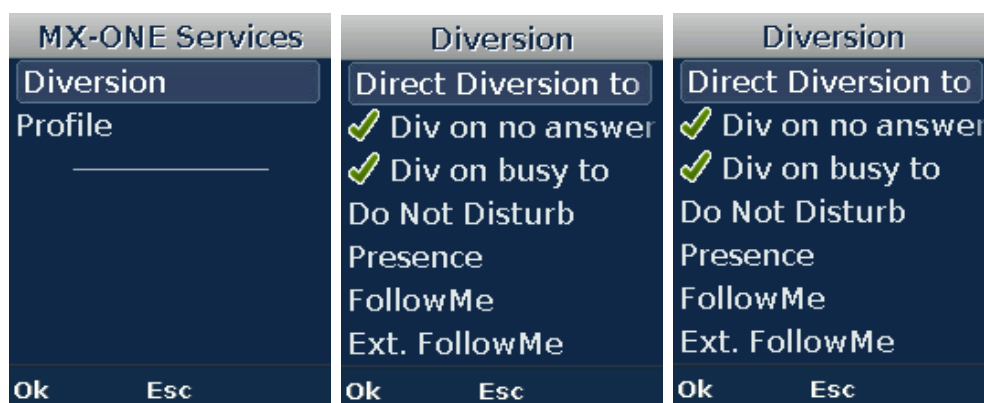 MX-ONE Services
Diversion
Profile
Ok Esc
Diversion
Direct Diversion to
Div on no answer
Div on busy to
Do Not Disturb
Presence
FollowMe
Ext. FollowMe
Ok Esc
Diversion
Direct Diversion to
Div on no answer
Div on busy to
Do Not Disturb
Presence
FollowMe
Ext. FollowMe
Ok Esc